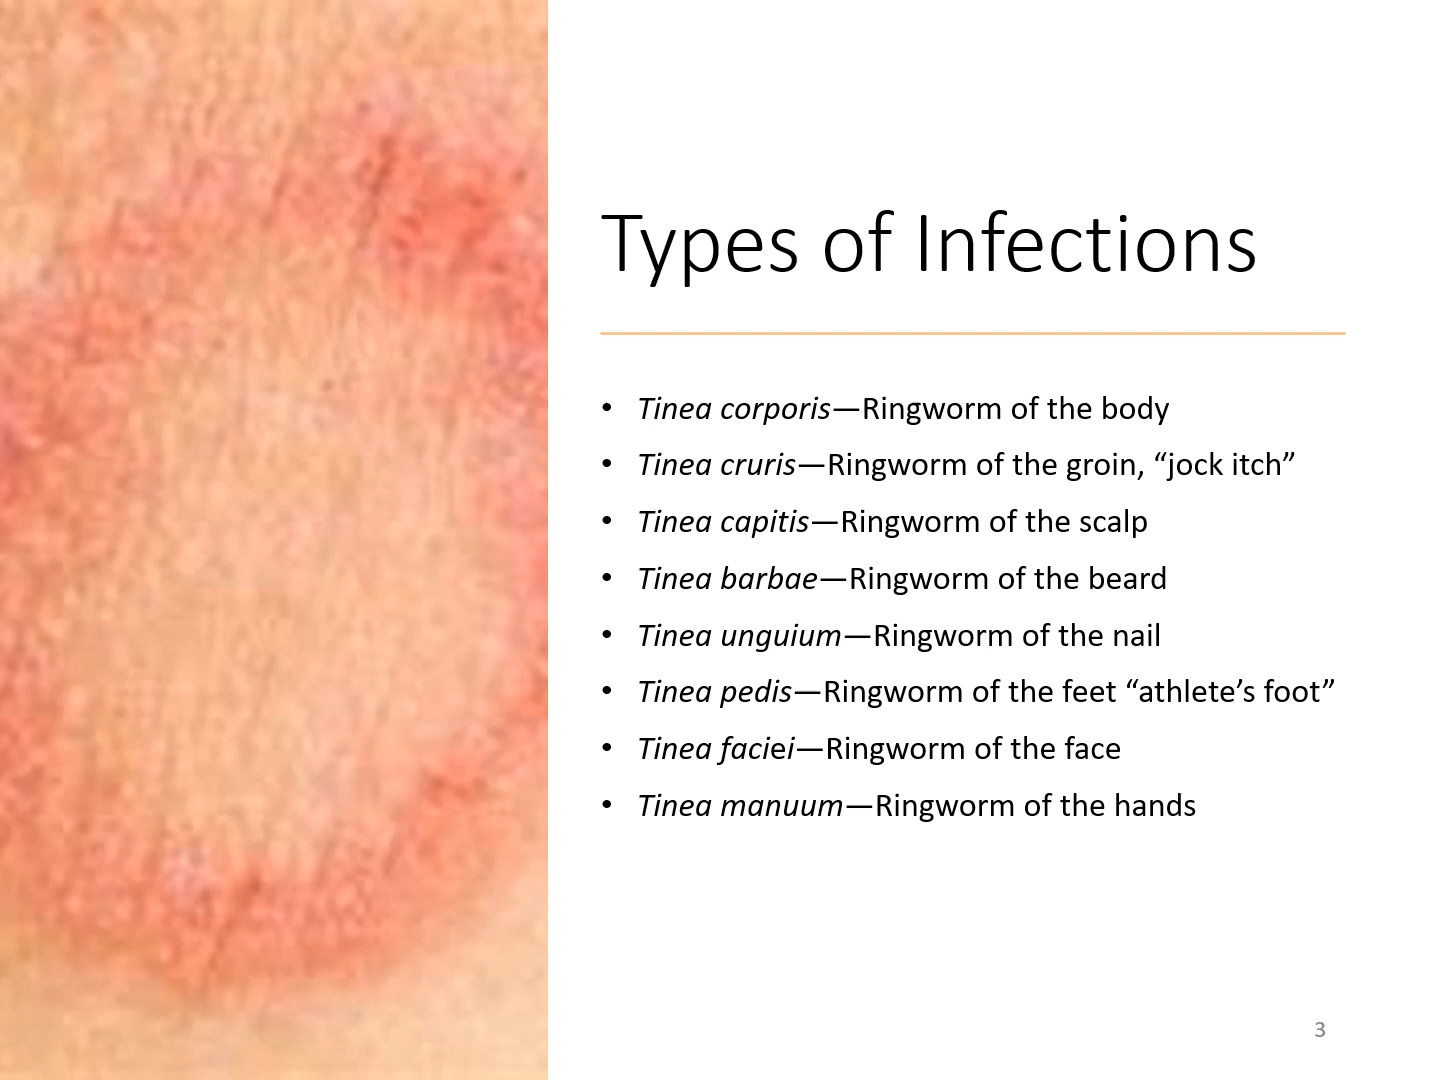 Types of Infections
• Tinea corporis—Ringworm of the body
• Tinea cruris—Ringworm of the groin, “jock itch”
• Tinea capitis—Ringworm of the scalp
• Tinea barbae—Ringworm of the beard
• Tinea unguium—Ringworm of the nail
• Tinea pedis—Ringworm of the feet “athlete’s foot”
• Tinea faciei—Ringworm of the face
• Tinea manuum—Ringworm of the hands
3